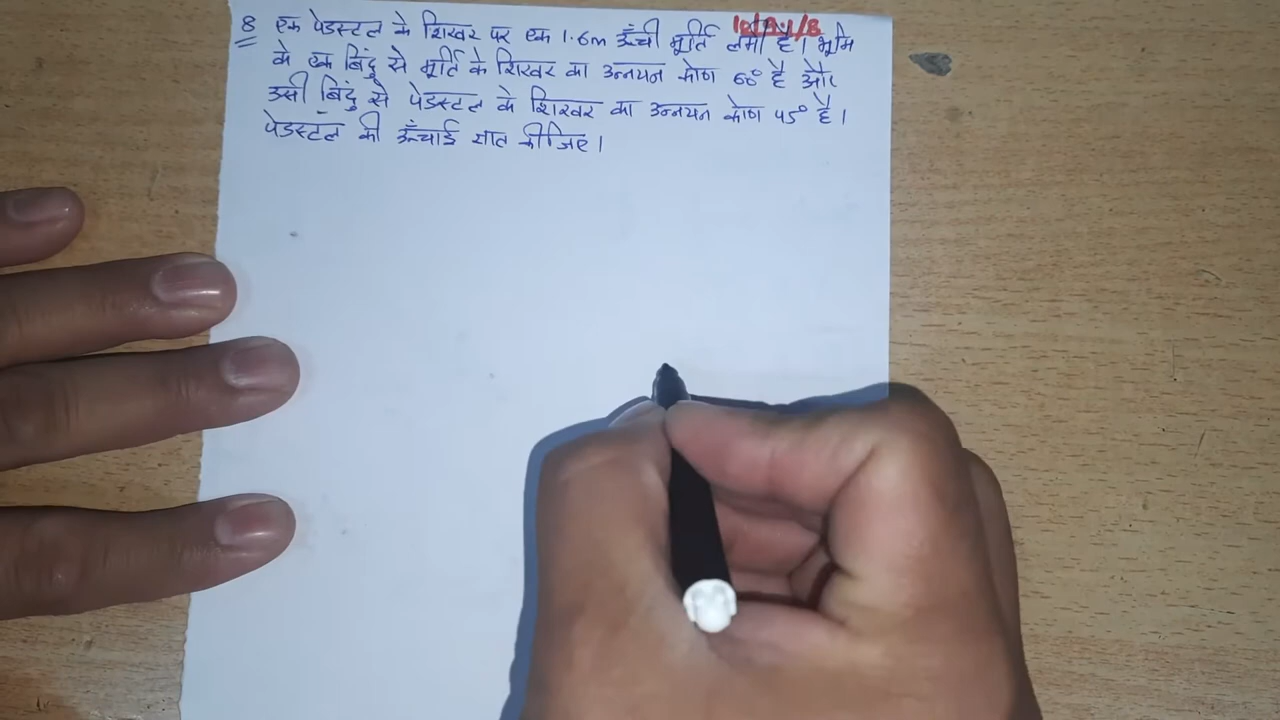 8 एक पेडस्टल के शिखर पर एक 1.6m ऊँची मूर्ति लगी है। भूमि
के एक बिंदु से मूर्ति के शिखर का उन्नयन कोण 60° है और
उसी बिंदु से पेडस्टल के शिखर का उन्नयन कोण 45° है।
पेडस्टल की ऊँचाई ज्ञात कीजिए।